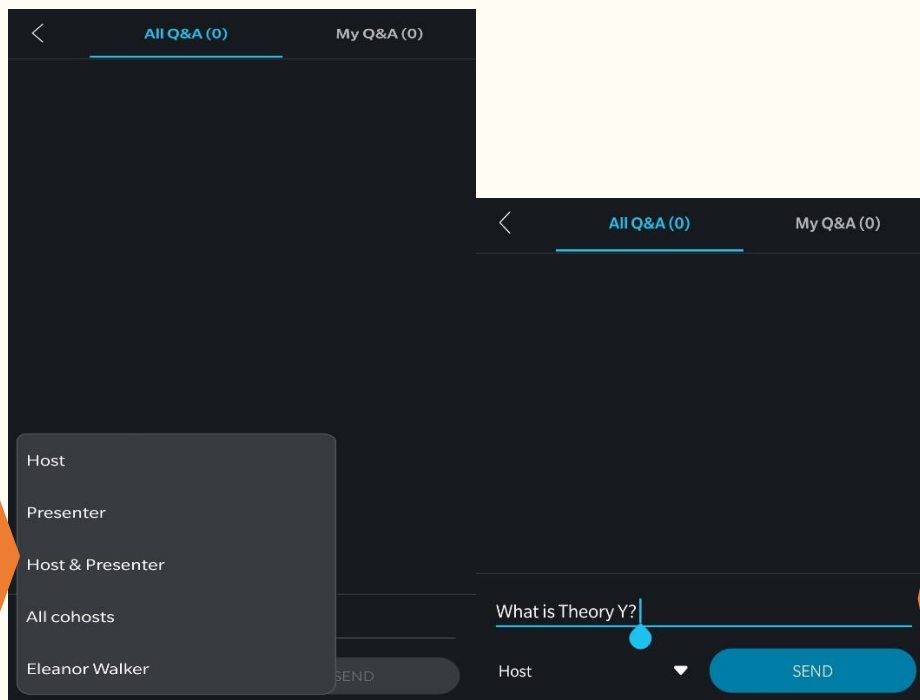 All Q&A (0) My Q&A (0)
Host
Presenter
Host & Presenter
All cohosts
Eleanor Walker
SEND
All Q&A (0) My Q&A (0)
What is Theory Y?
Host SEND